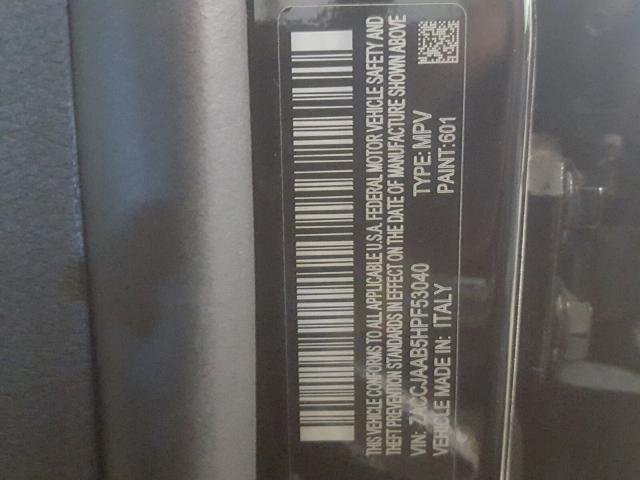 THIS VEHICLE CONFORMS TO ALL APPLICABLE U.S.A. FEDERAL MOTOR VEHICLE SAFETY AND
THEFT PREVENTION STANDARDS IN EFFECT ON THE DATE OF MANUFACTURE SHOWN ABOVE
VIN: ZACCJAAB5HPF53040 TYPE: MPV
VEHICLE MADE IN: ITALY PAINT:601